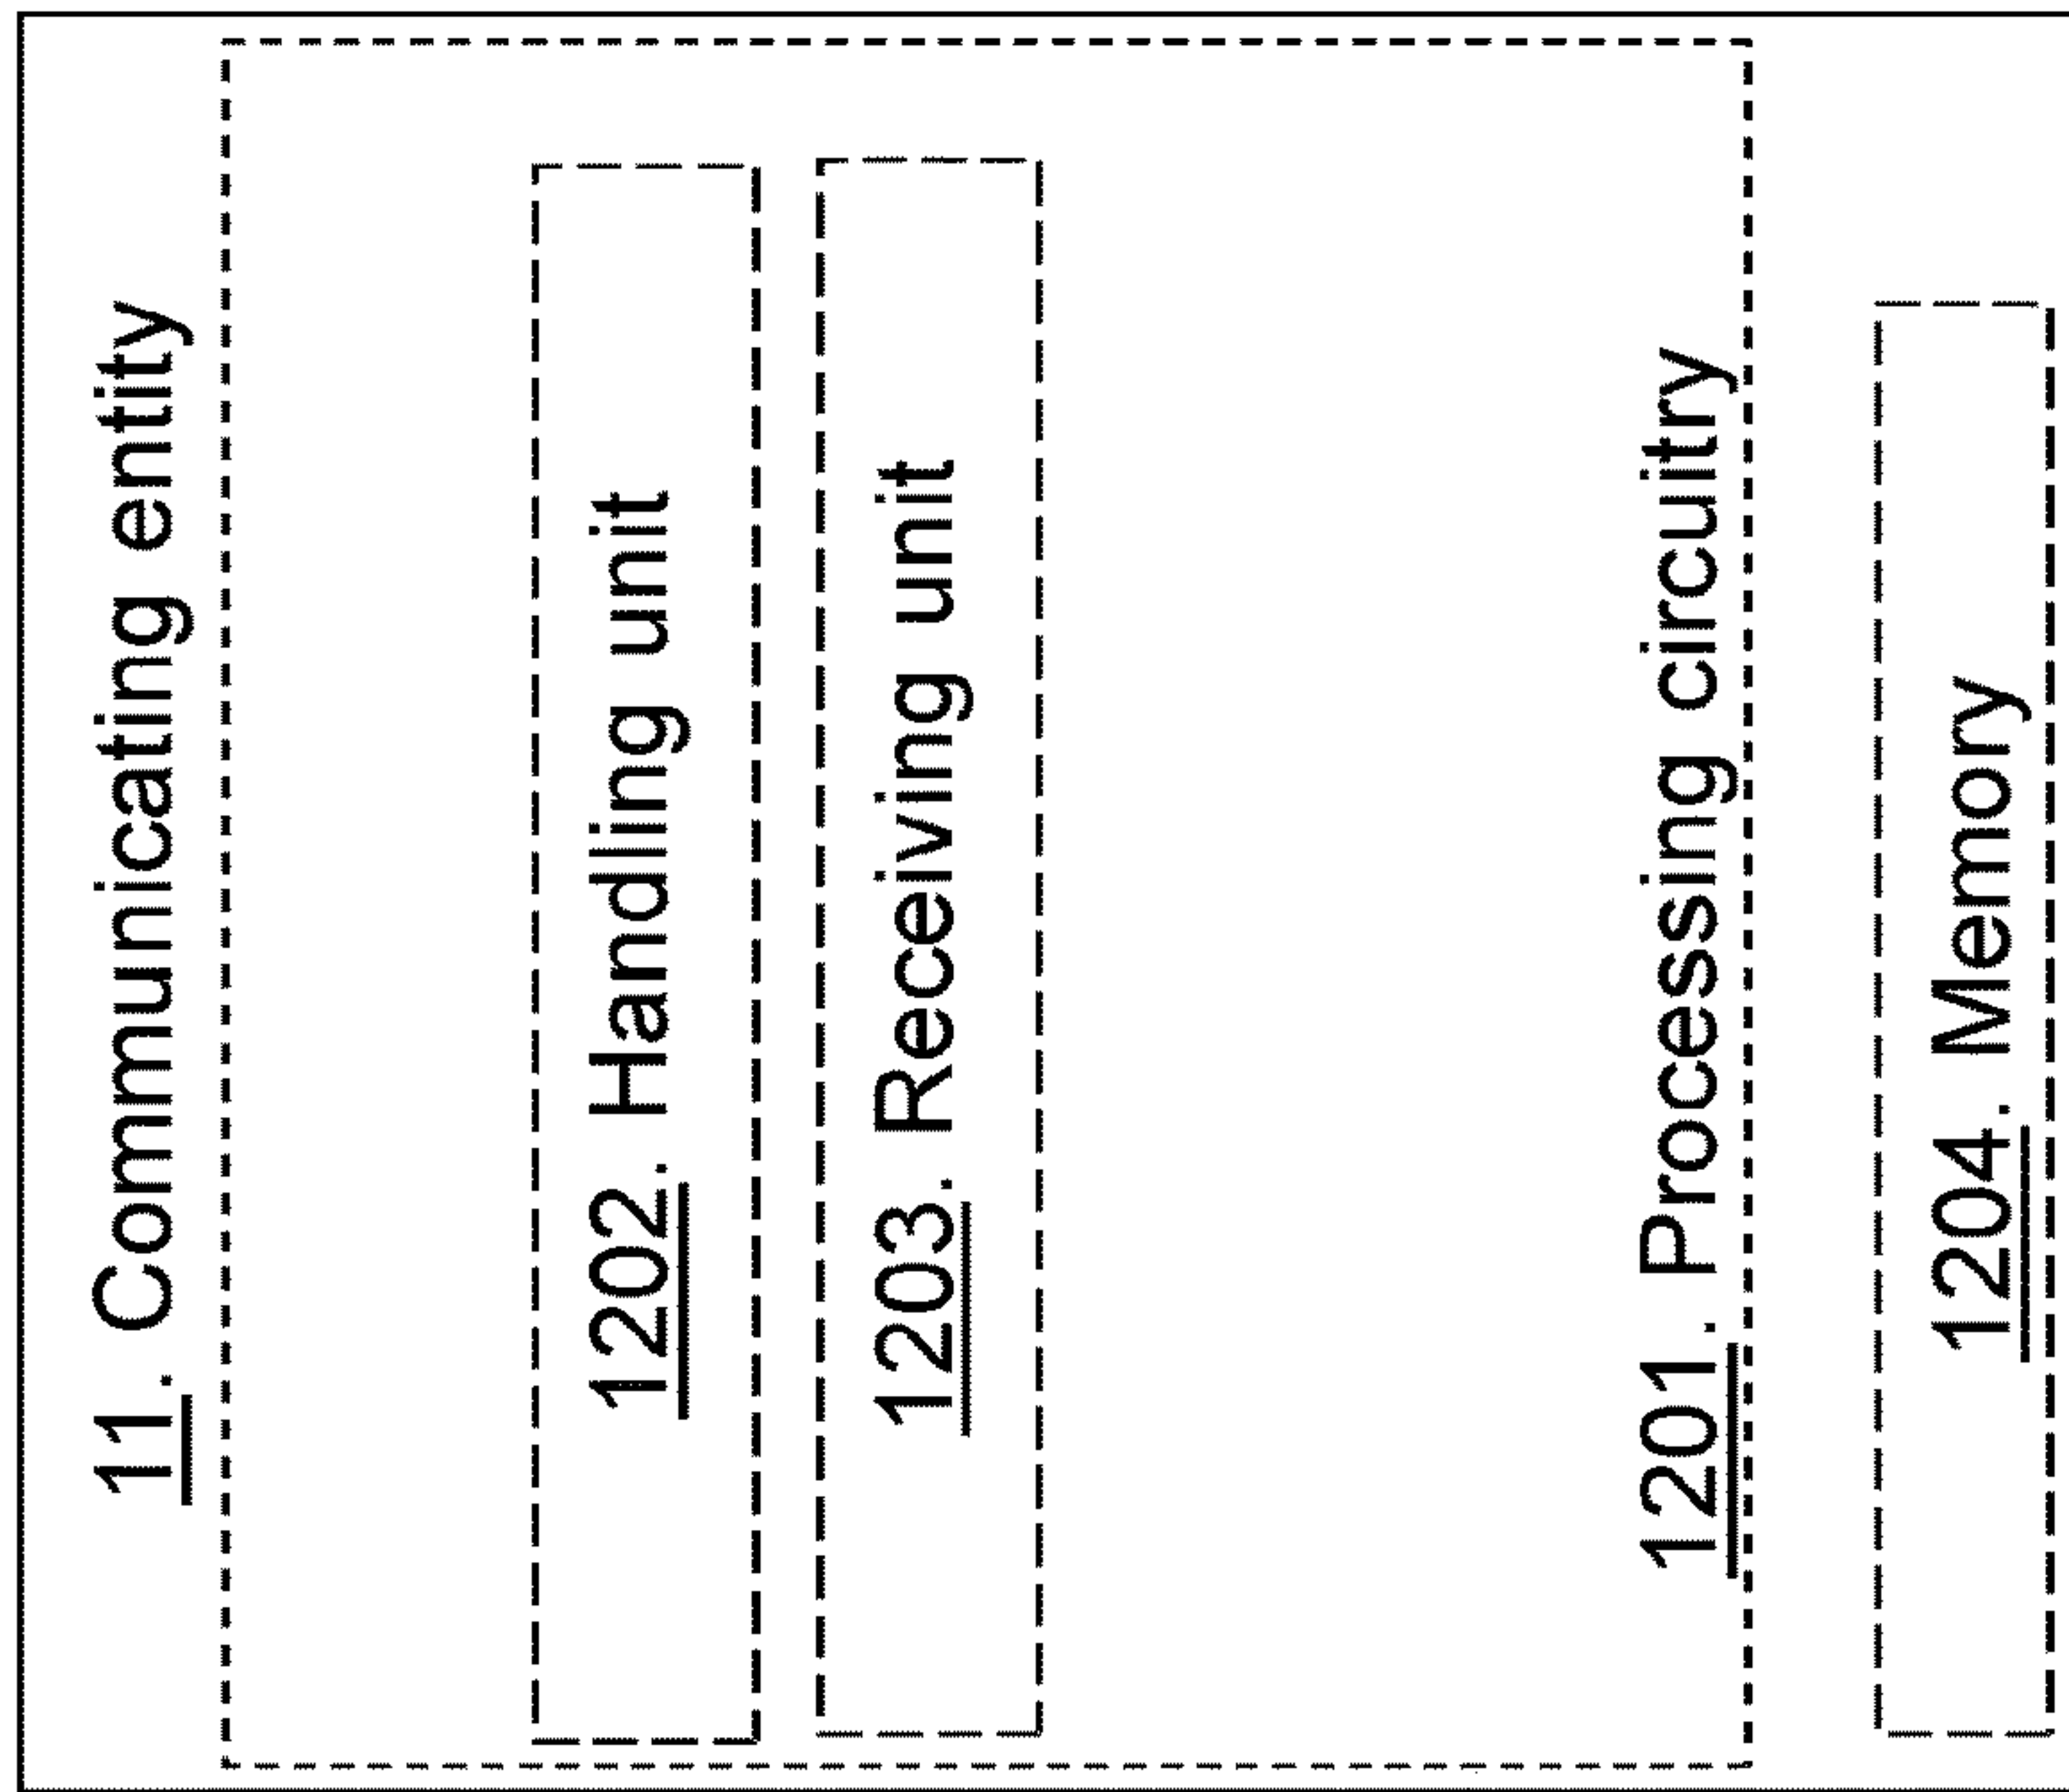 11. Communicating entity
1202. Handling unit
1203. Receiving unit
1201. Processing circuitry
1204. Memory